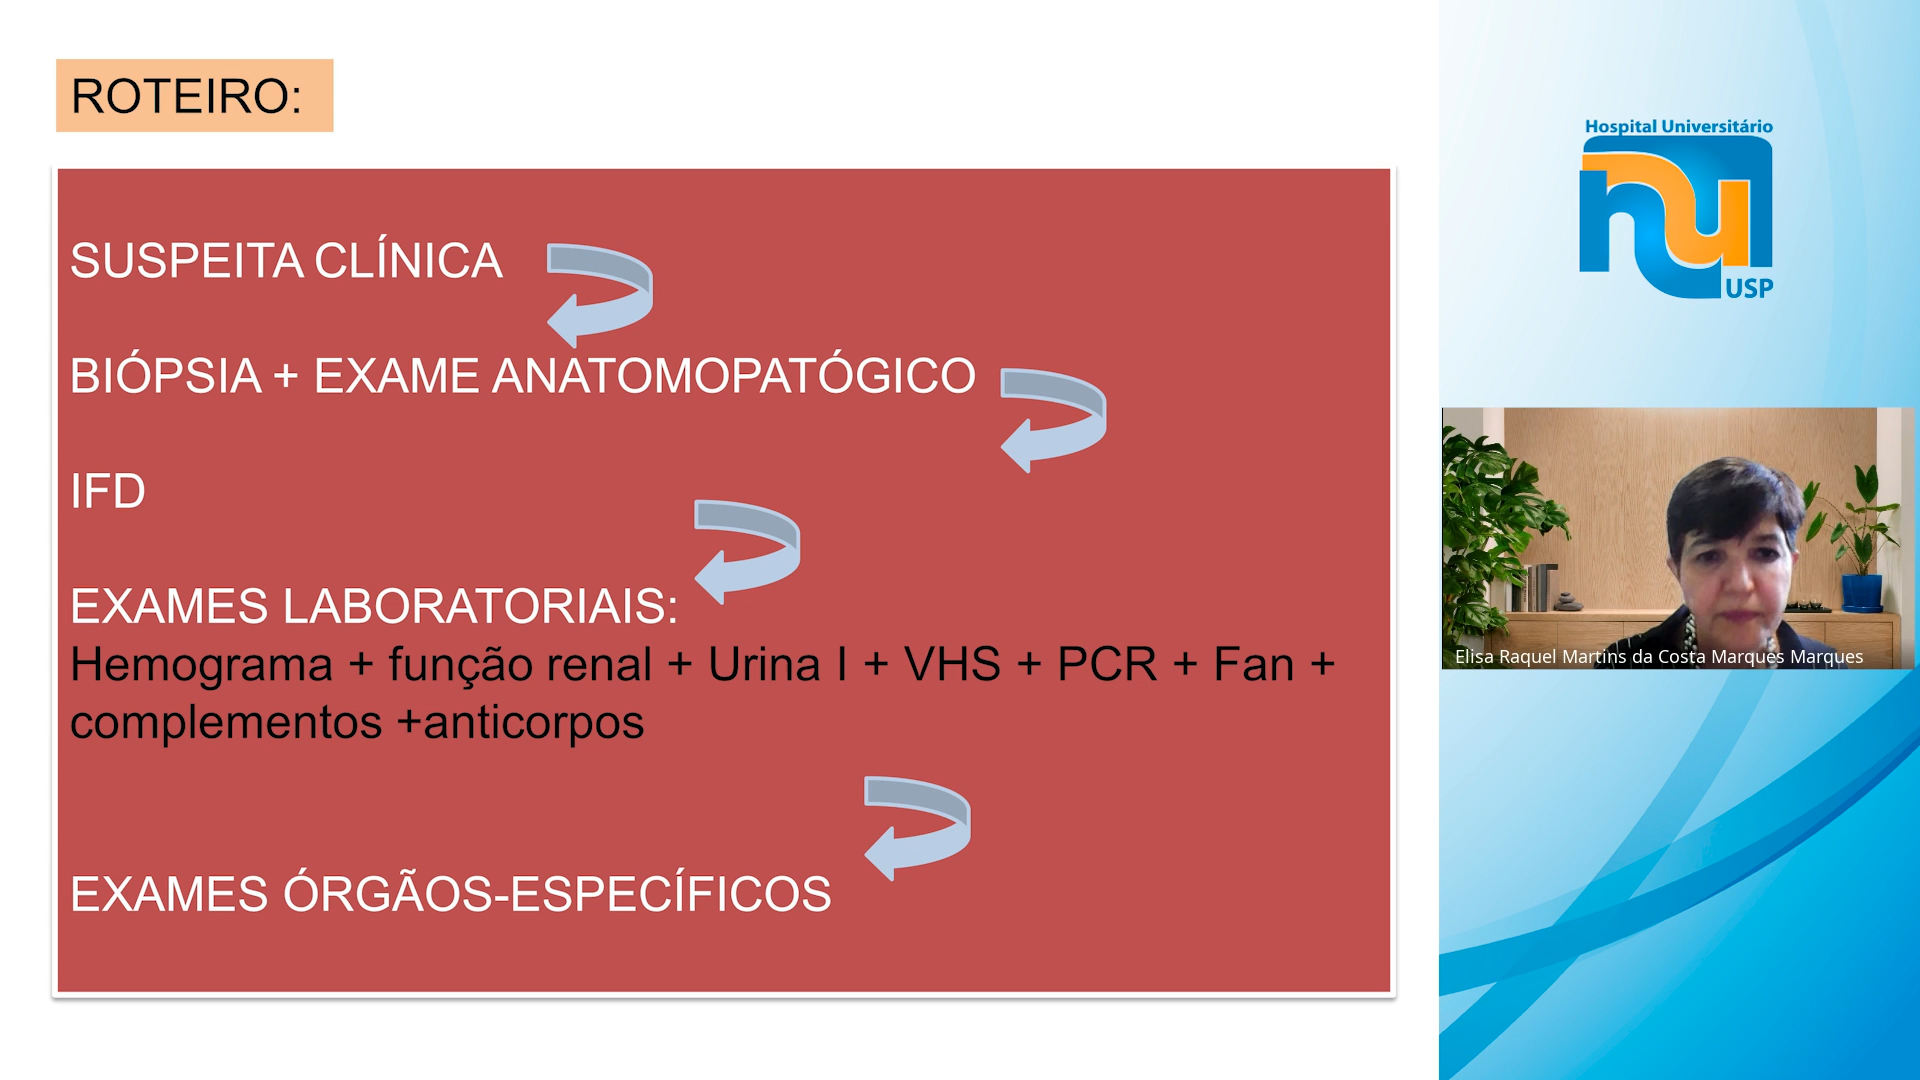 ROTEIRO:
SUSPEITA CLÍNICA
BIÓPSIA + EXAME ANATOMOPATÓGICO
IFD
EXAMES LABORATORIAIS:
Hemograma + função renal + Urina I + VHS + PCR + Fan +
complementos +anticorpos
EXAMES ÓRGÃOS-ESPECÍFICOS
Hospital Universitário
hu
USP
Elisa Raquel Martins da Costa Marques Marques